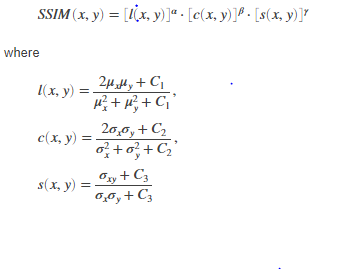 SSIM(x, y) = [l(x, y)]^α · [c(x, y)]^β · [s(x, y)]^γ
where
l(x, y) = (2μ_xμ_y + C_1) / (μ_x^2 + μ_y^2 + C_1),
c(x, y) = (2σ_xσ_y + C_2) / (σ_x^2 + σ_y^2 + C_2),
s(x, y) = (σ_xy + C_3) / (σ_xσ_y + C_3)